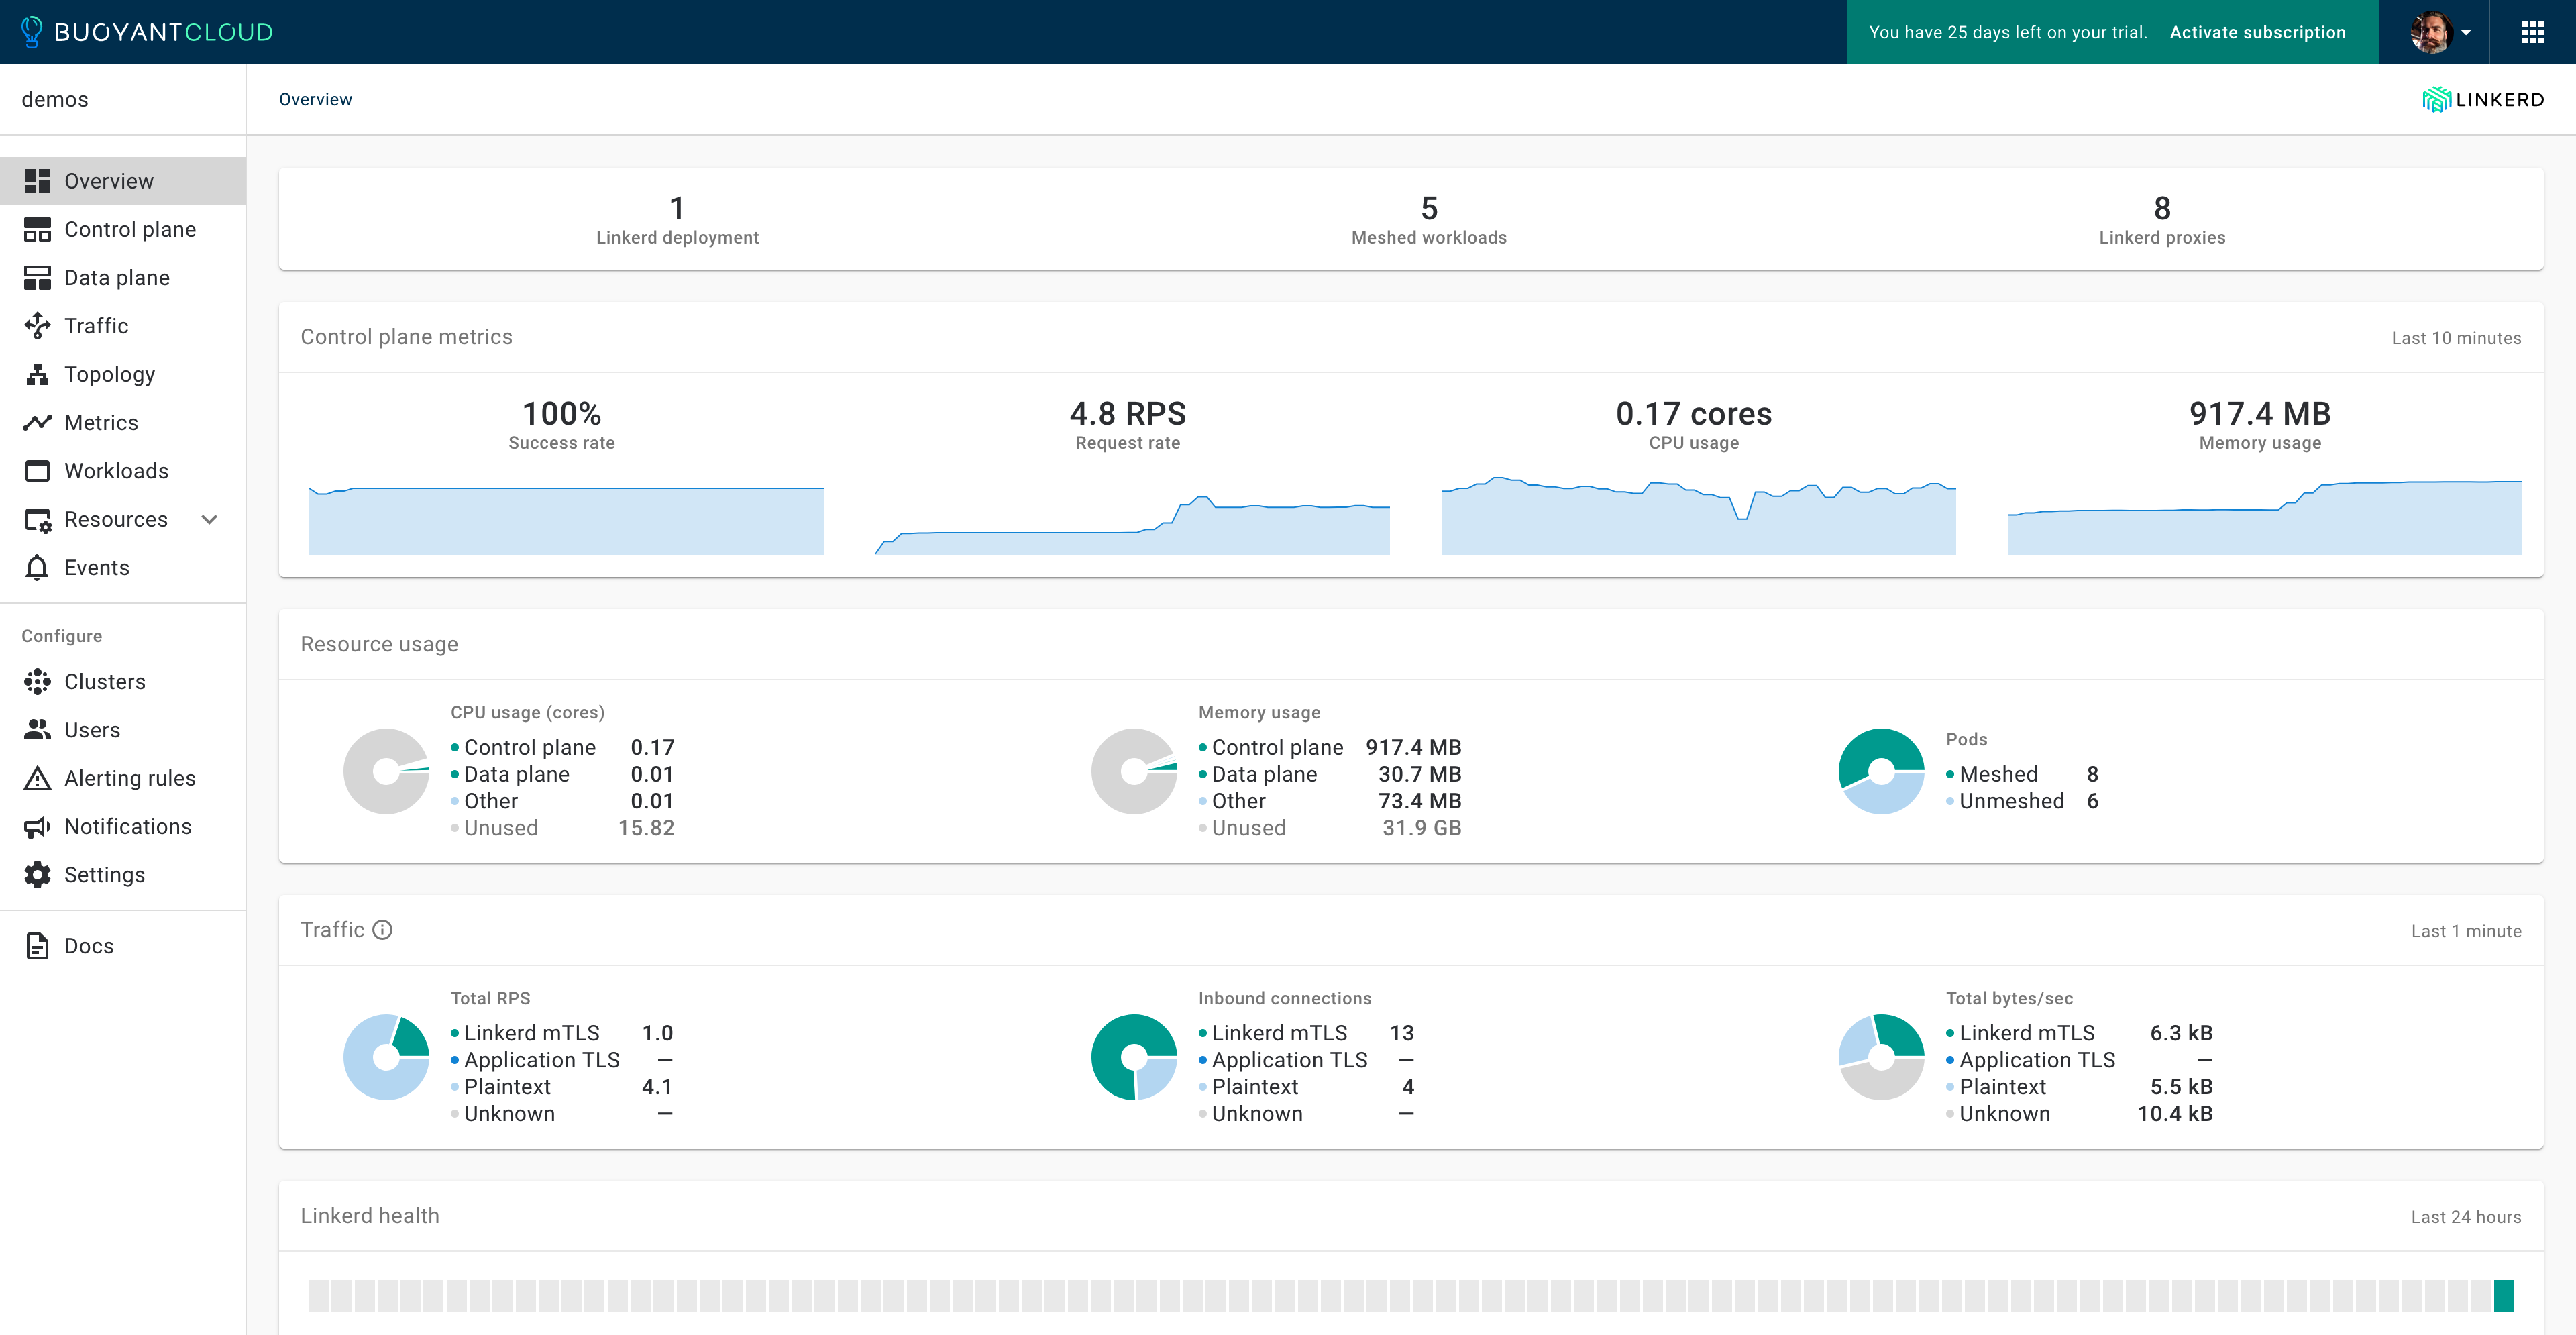 BUOYANTCLOUD
You have 25 days left on your trial. Activate subscription
demos
Overview
LINKERD
Overview
Control plane
Data plane
Traffic
Topology
Metrics
Workloads
Resources
Events
Configure
Clusters
Users
Alerting rules
Notifications
Settings
Docs
1
Linkerd deployment
5
Meshed workloads
8
Linkerd proxies
Control plane metrics
Last 10 minutes
100%
Success rate
4.8 RPS
Request rate
0.17 cores
CPU usage
917.4 MB
Memory usage
Resource usage
CPU usage (cores)
Control plane 0.17
Data plane 0.01
Other 0.01
Unused 15.82
Memory usage
Control plane 917.4 MB
Data plane 30.7 MB
Other 73.4 MB
Unused 31.9 GB
Pods
Meshed 8
Unmeshed 6
Traffic
Last 1 minute
Total RPS
Linkerd mTLS 1.0
Application TLS –
Plaintext 4.1
Unknown –
Inbound connections
Linkerd mTLS 13
Application TLS –
Plaintext 4
Unknown –
Total bytes/sec
Linkerd mTLS 6.3 kB
Application TLS –
Plaintext 5.5 kB
Unknown 10.4 kB
Linkerd health
Last 24 hours